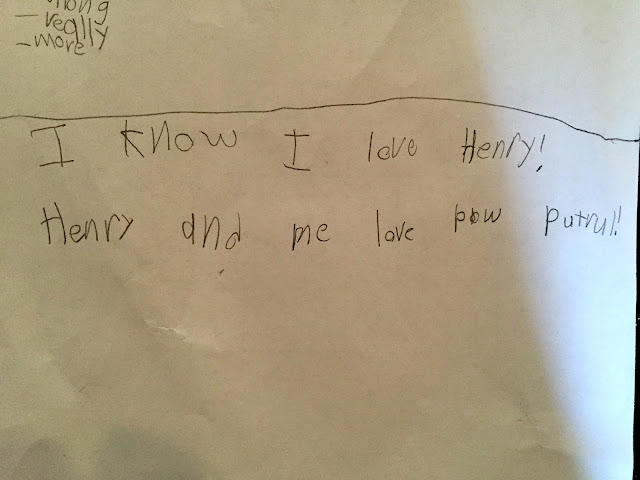 — really
— more
I know I love Henry!
Henry and me love pow putrul!